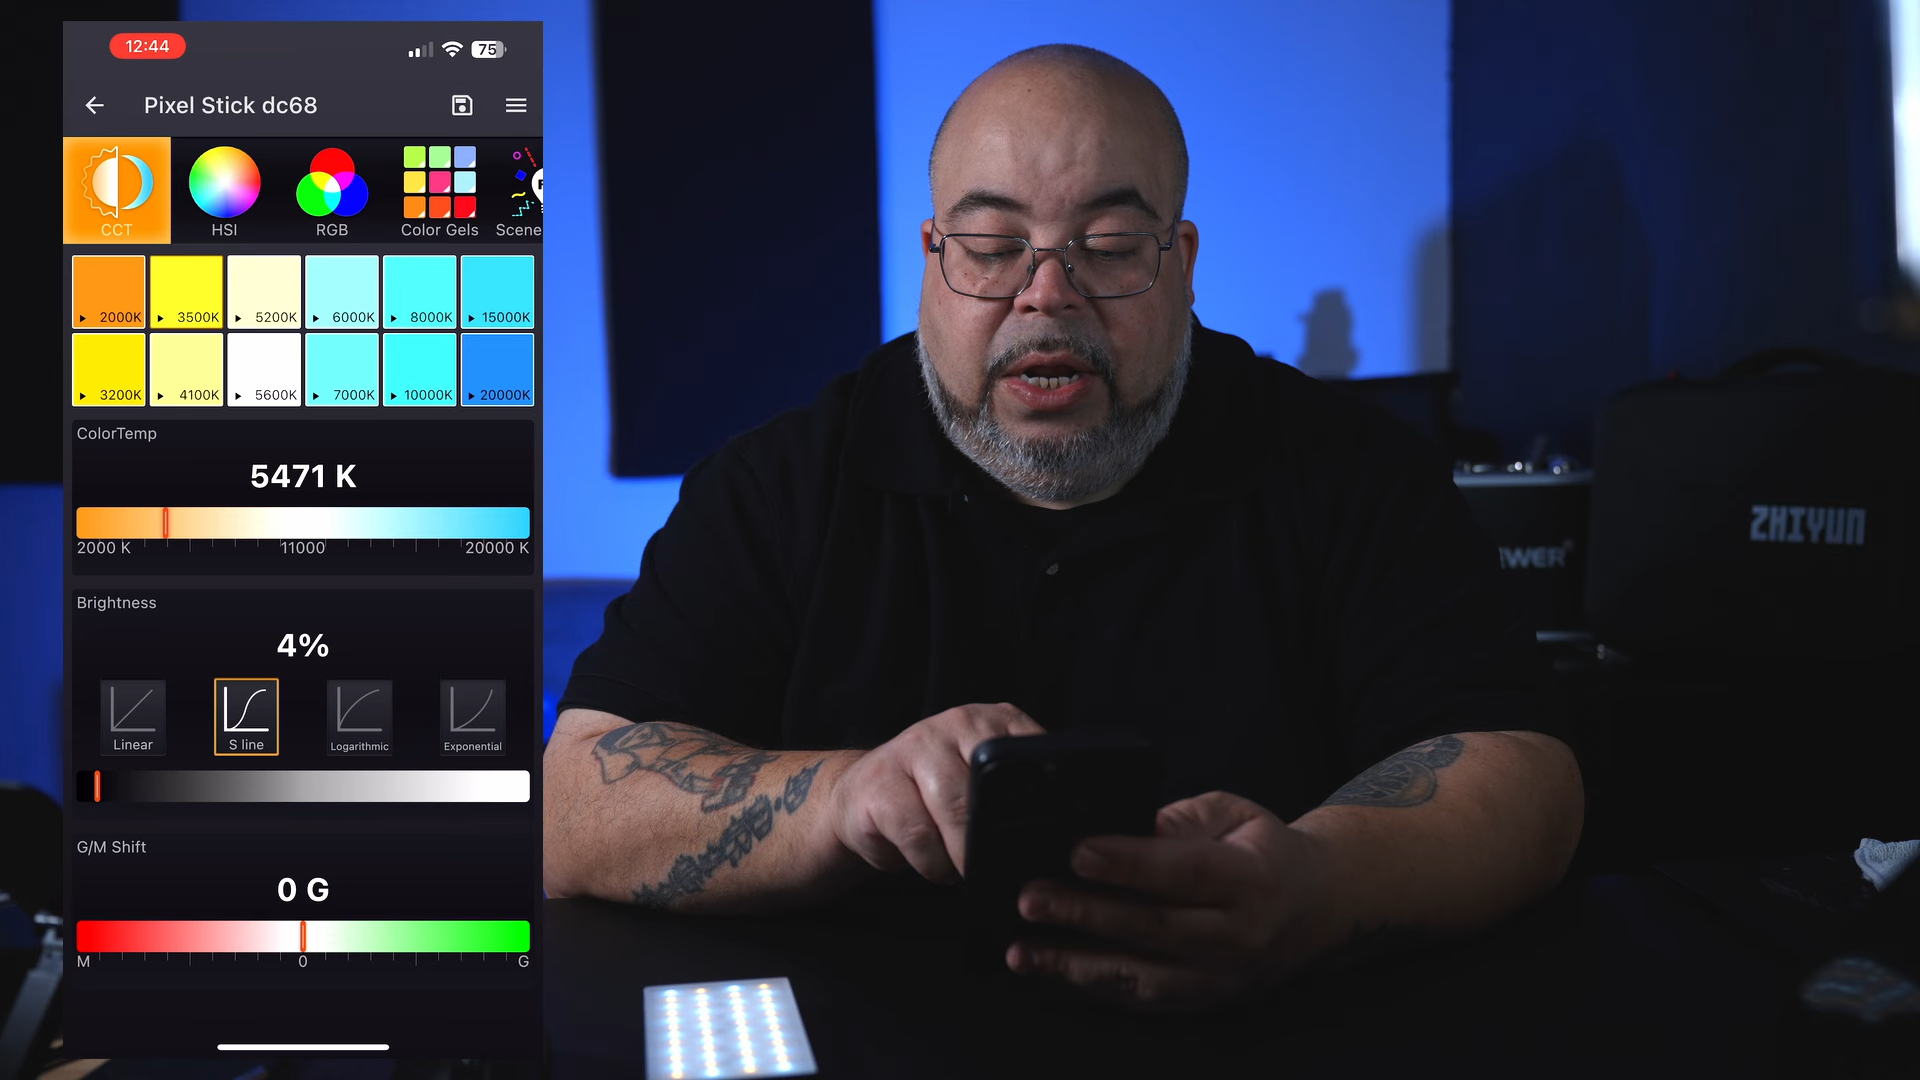 12:44
75
Pixel Stick dc68
CCT
HSI
RGB
Color Gels
Scene
2000K
3500K
5200K
6000K
8000K
15000K
3200K
4100K
5600K
7000K
10000K
20000K
ColorTemp
5471 K
2000 K
11000
20000 K
Brightness
4%
Linear
S line
Logarithmic
Exponential
G/M Shift
0 G
M
0
G
ZHIYUN
WER